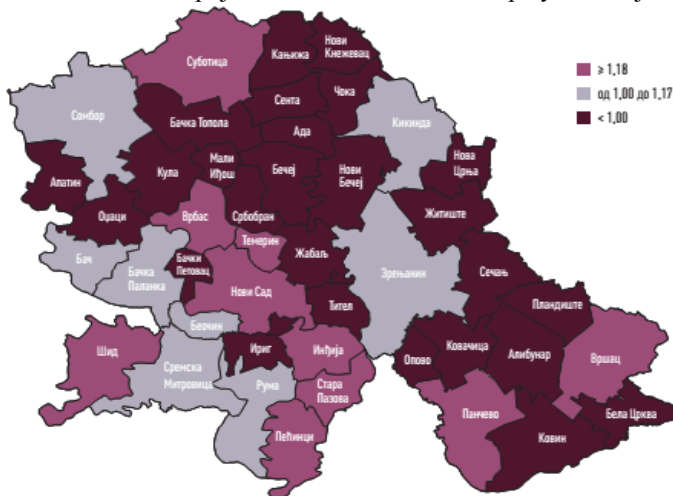 Суботица
Кањижа
Нови
Кнежевац
Сента
Чока
Сомбор
Бачка Топола
Ада
Кикинда
≥ 1,18
од 1,00 до 1,17
< 1,00
Апатин
Кула
Мали
Иђош
Бечеј
Нови
Бечеј
Нова
Црња
Оџаци
Врбас
Србобран
Житиште
Темерин
Бач
Бачка
Паланка
Бачки
Петовац
Жабаљ
Зрењанин
Сечањ
Нови Сад
Тител
Пландиште
Беочин
Шид
Сремска
Митровица
Ириг
Инђија
Рума
Стара
Пазова
Опово
Ковачица
Алибунар
Вршац
Панчево
Бела Црква
Пећинци
Ковин